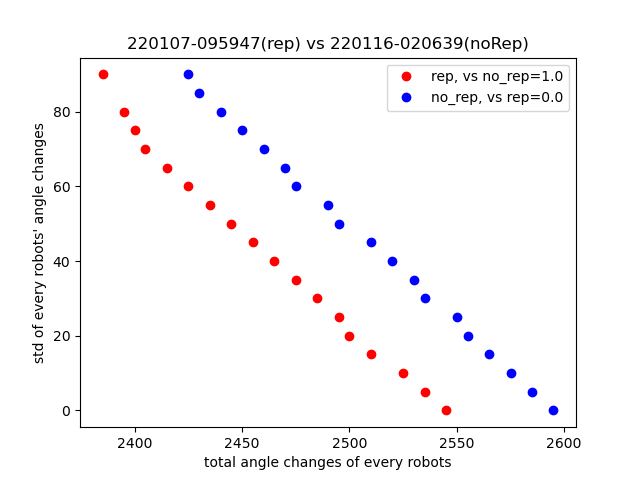 220107-095947(rep) vs 220116-020639(noRep)
rep, vs no_rep=1.0
no_rep, vs rep=0.0
std of every robots' angle changes
80
60
40
20
0
2400 2450 2500 2550 2600
total angle changes of every robots